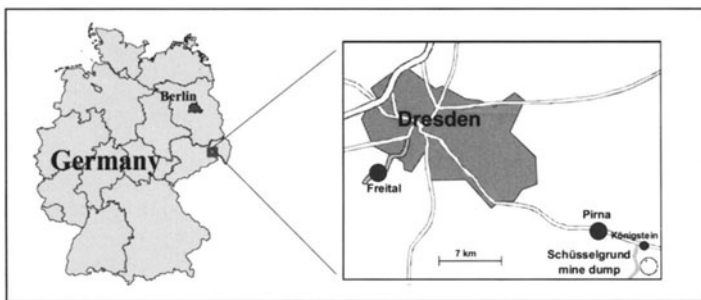 Berlin
Germany
Dresden
Freital
Pirna
Königstein
Schüsselgrund
mine dump
7 km